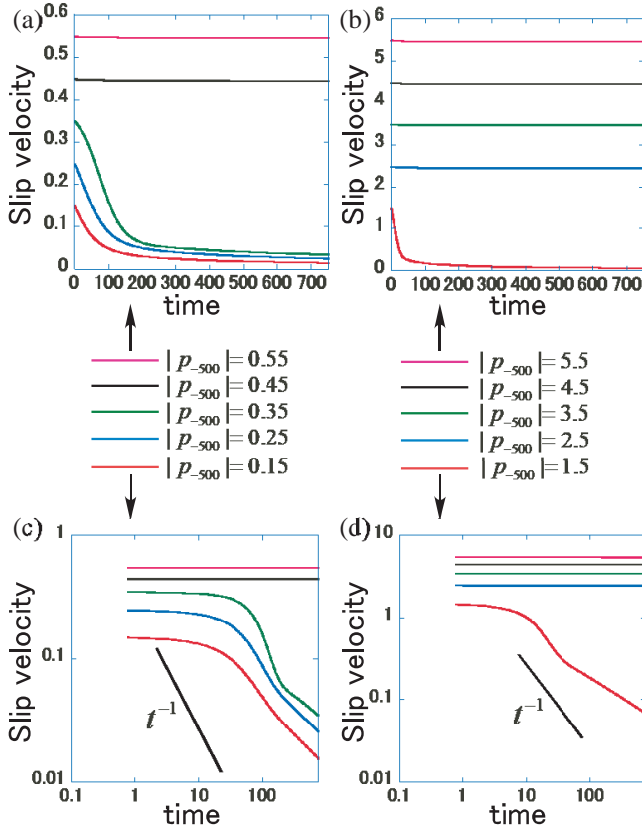 (a)
0.6
0.5
0.4
0.3
0.2
0.1
0
Slip velocity
0 100 200 300 400 500 600 700
time
(b)
6
5
4
3
2
1
0
Slip velocity
0 100 200 300 400 500 600 700
time
| p₋₅₀₀ |= 0.55
| p₋₅₀₀ |= 0.45
| p₋₅₀₀ |= 0.35
| p₋₅₀₀ |= 0.25
| p₋₅₀₀ |= 0.15
| p₋₅₀₀ |= 5.5
| p₋₅₀₀ |= 4.5
| p₋₅₀₀ |= 3.5
| p₋₅₀₀ |= 2.5
| p₋₅₀₀ |= 1.5
(c)
1
0.1
0.01
Slip velocity
t⁻¹
0.1 1 10 100
time
(d)
10
1
0.1
0.01
Slip velocity
t⁻¹
0.1 1 10 100
time